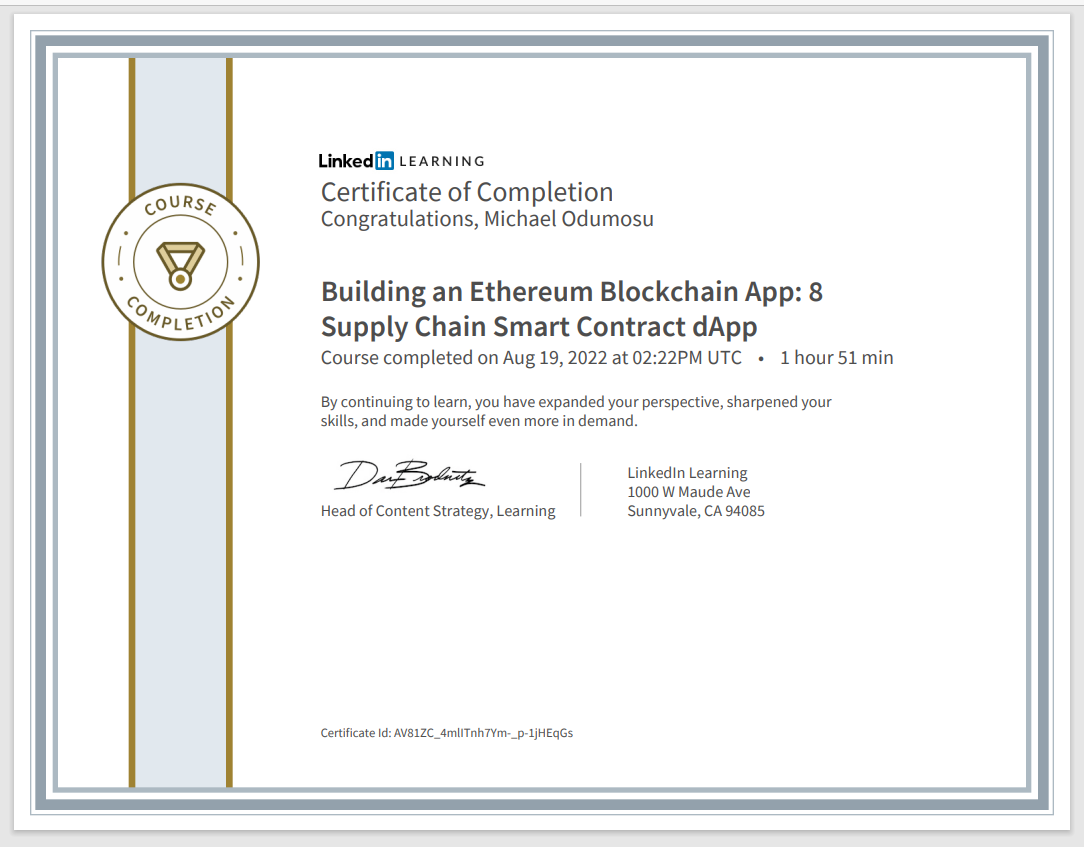 COURSE
COMPLETION
Linkedin LEARNING
Certificate of Completion
Congratulations, Michael Odumosu
Building an Ethereum Blockchain App: 8
Supply Chain Smart Contract dApp
Course completed on Aug 19, 2022 at 02:22PM UTC • 1 hour 51 min
By continuing to learn, you have expanded your perspective, sharpened your
skills, and made yourself even more in demand.
Head of Content Strategy, Learning
LinkedIn Learning
1000 W Maude Ave
Sunnyvale, CA 94085
Certificate Id: AV81ZC_4mlITnh7Ym-_p-1jHEqGs